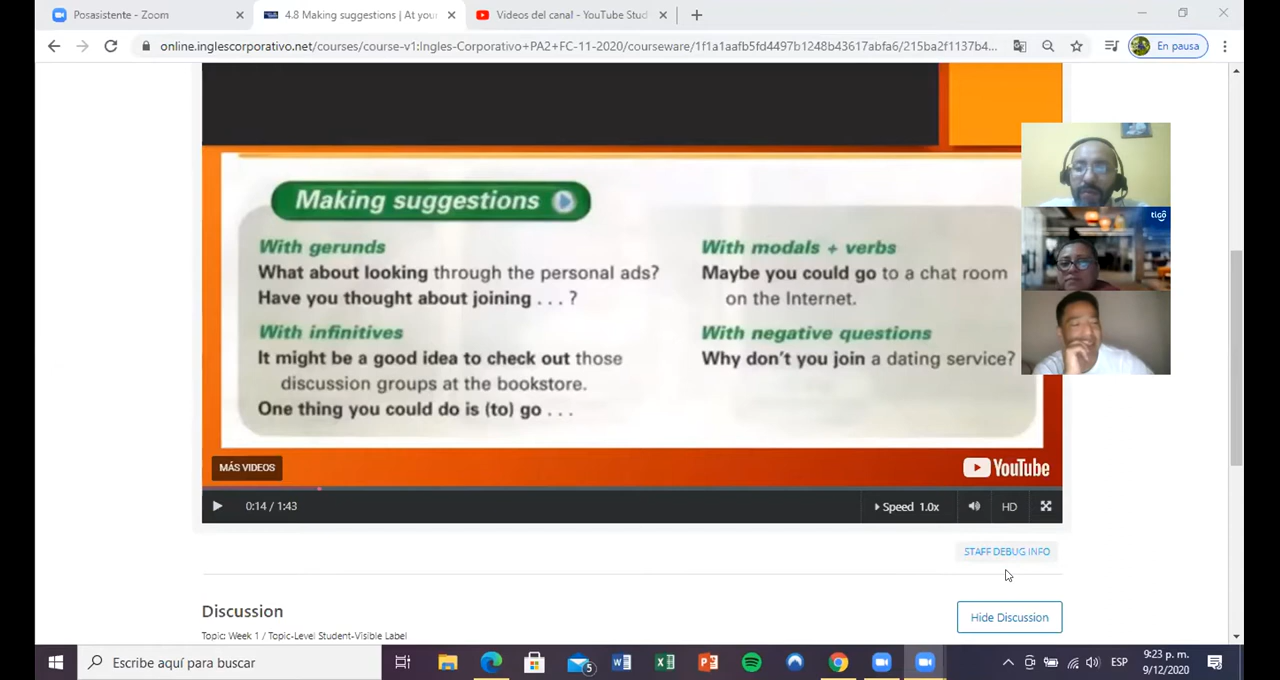 Posasistente - Zoom
4.8 Making suggestions | At your
Videos del canal - YouTube Stud
online.inglescorporativo.net/courses/course-v1:Ingles-Corporativo+PA2+FC-11-2020/courseware/1f1a1aafb5fd4497b1248b43617abfa6/215ba2f1137b4...
En pausa
tigo
Making suggestions
With gerunds
What about looking through the personal ads?
Have you thought about joining . . . ?
With infinitives
It might be a good idea to check out those
discussion groups at the bookstore.
One thing you could do is (to) go . . .
With modals + verbs
Maybe you could go to a chat room
on the Internet.
With negative questions
Why don't you join a dating service?
MÁS VIDEOS
YouTube
0:14 / 1:43
Speed 1.0x
HD
STAFF DEBUG INFO
Discussion
Hide Discussion
Topic: Week 1 / Topic-Level Student-Visible Label
Escribe aquí para buscar
5
ESP
9:23 p. m.
9/12/2020